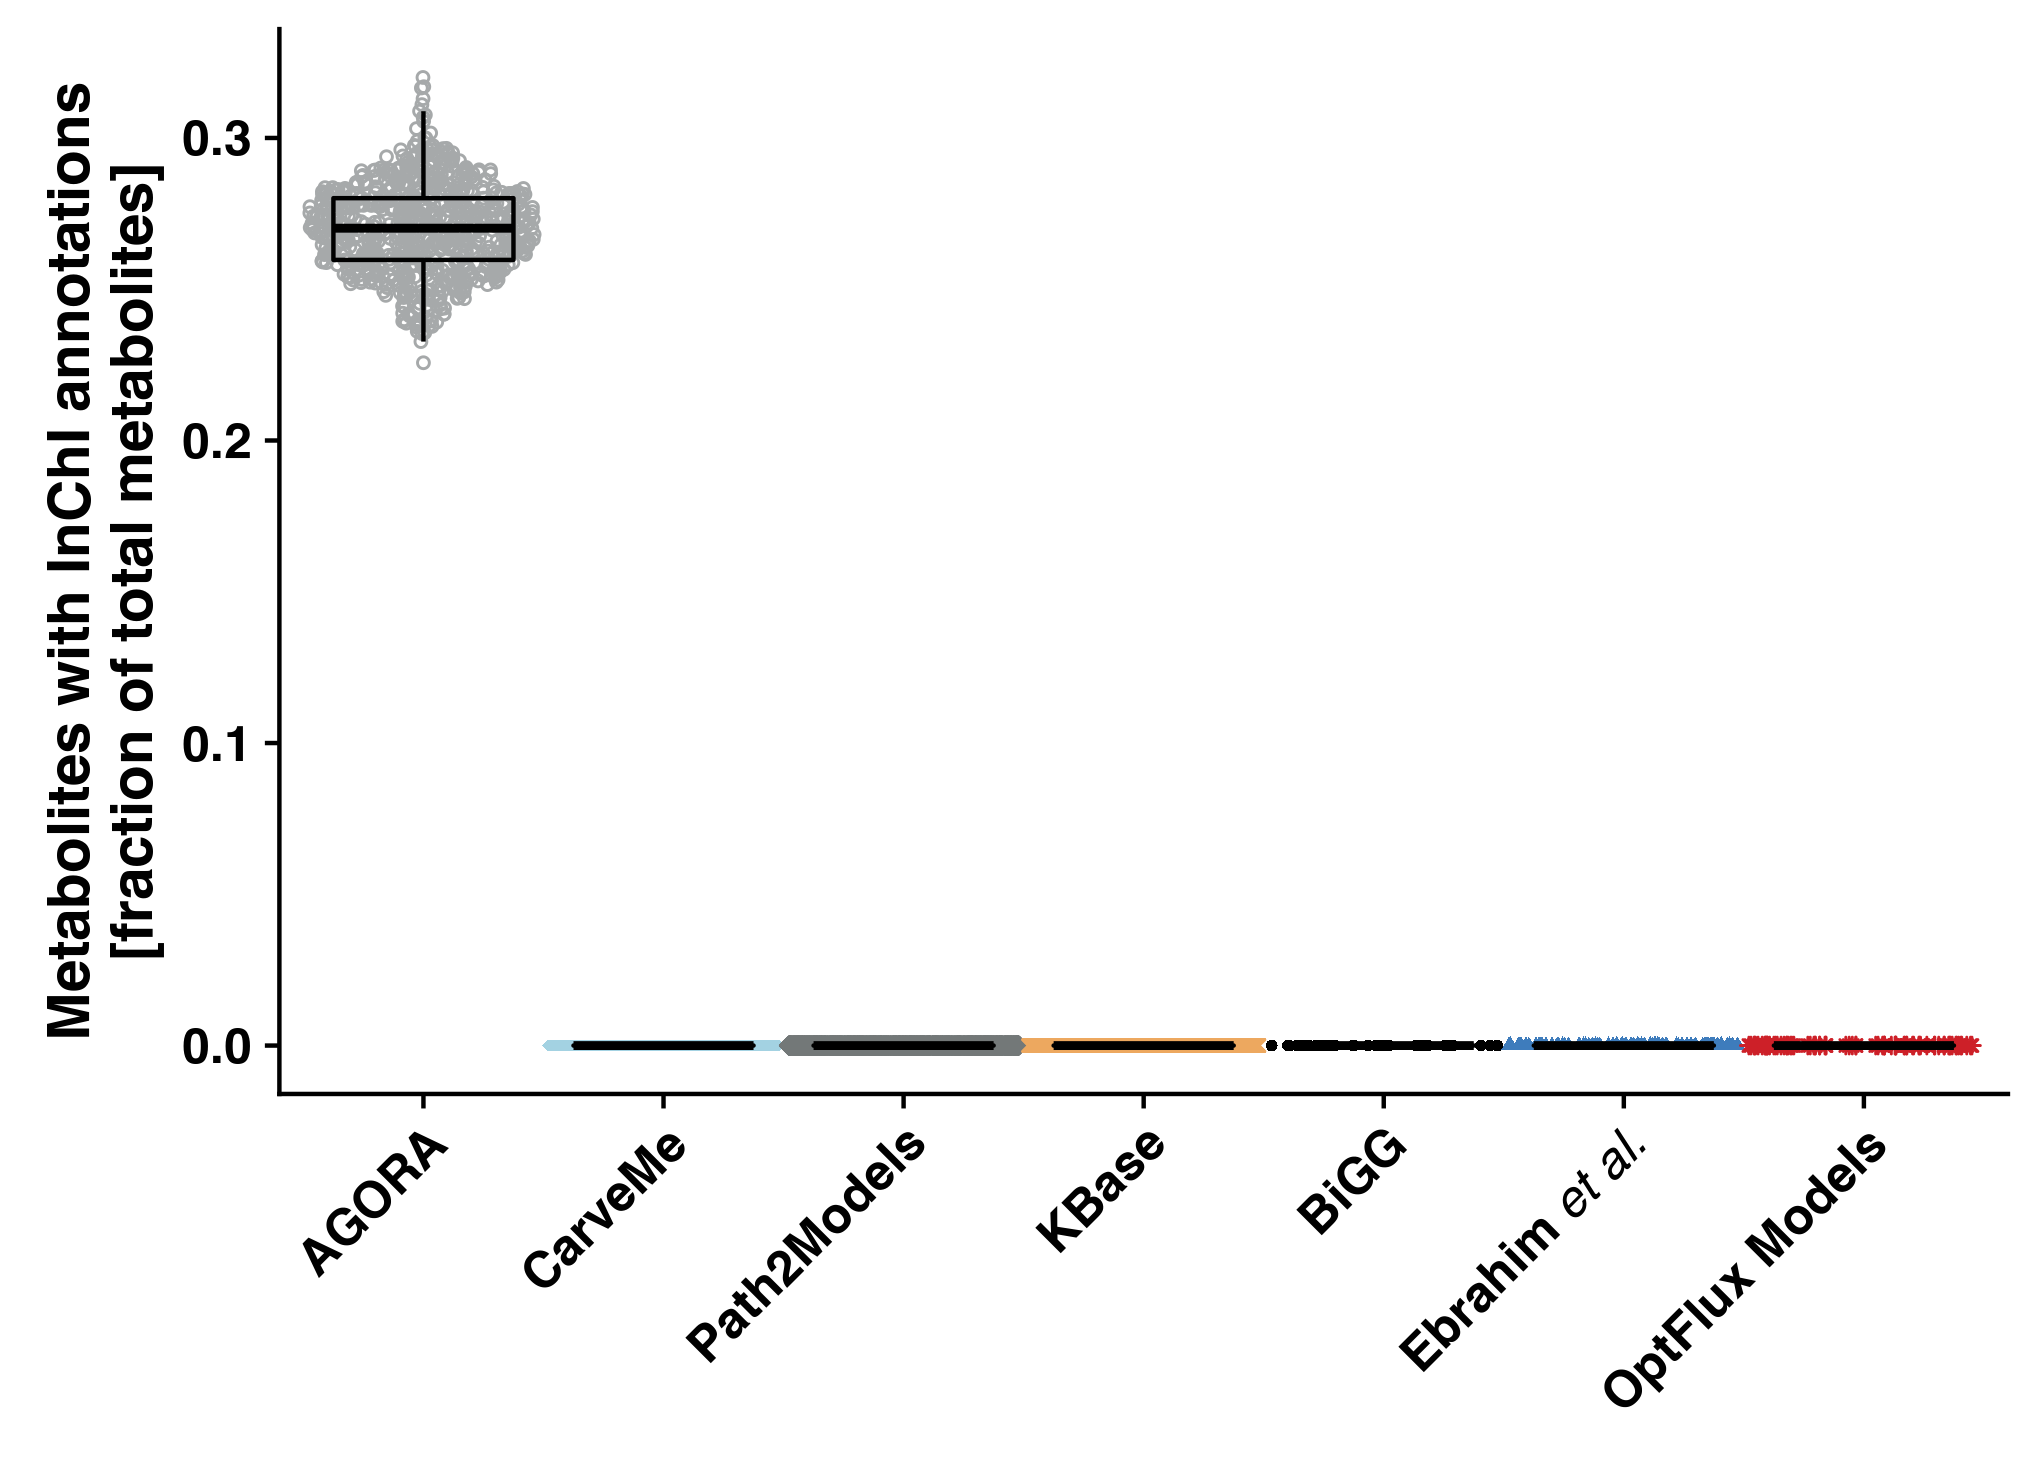 Metabolites with InChI annotations
[fraction of total metabolites]
0.3
0.2
0.1
0.0
AGORA
CarveMe
Path2Models
KBase
BiGG
Ebrahim et al.
OptFlux Models